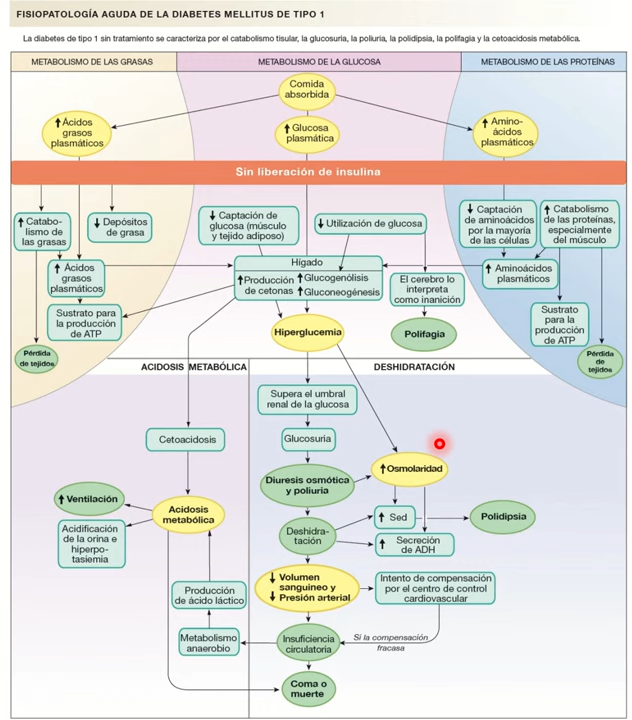 FISIOPATOLOGÍA AGUDA DE LA DIABETES MELLITUS DE TIPO 1
La diabetes de tipo 1 sin tratamiento se caracteriza por el catabolismo tisular, la glucosuria, la poliuria, la polidipsia, la polifagia y la cetoacidosis metabólica.
METABOLISMO DE LAS GRASAS
METABOLISMO DE LA GLUCOSA
METABOLISMO DE LAS PROTEÍNAS
Comida
absorbida
↑ Ácidos
grasos
plasmáticos
↑ Glucosa
plasmática
↑ Amino-
ácidos
plasmáticos
Sin liberación de insulina
↑ Catabo-
lismo de
las grasas
↓ Depósitos
de grasa
↓ Captación de
glucosa (músculo
y tejido adiposo)
↓ Utilización de glucosa
↓ Captación
de aminoácidos
por la mayoría
de las células
↑ Catabolismo
de las proteínas,
especialmente
del músculo
↑ Ácidos
grasos
plasmáticos
Hígado
↑ Producción
de cetonas
↑ Glucogenólisis
↑ Gluconeogénesis
El cerebro lo
interpreta
como inanición
↑ Aminoácidos
plasmáticos
Sustrato para
la producción
de ATP
Hiperglucemia
Polifagia
Sustrato
para la
producción
de ATP
Pérdida
de tejidos
Pérdida
de
tejidos
ACIDOSIS METABÓLICA
DESHIDRATACIÓN
Supera el umbral
renal de la glucosa
Cetoacidosis
Glucosuria
↑ Osmolaridad
Diuresis osmótica
y poliuria
↑ Ventilación
Acidosis
metabólica
↑ Sed
Polidipsia
Acidificación
de la orina e
hiperpo-
tasiemia
Deshidra-
tación
↑ Secreción
de ADH
↓ Volumen
sanguíneo y
↓ Presión arterial
Intento de compensación
por el centro de control
cardiovascular
Producción
de ácido láctico
Metabolismo
anaerobio
Insuficiencia
circulatoria
Si la compensación
fracasa
Coma o
muerte